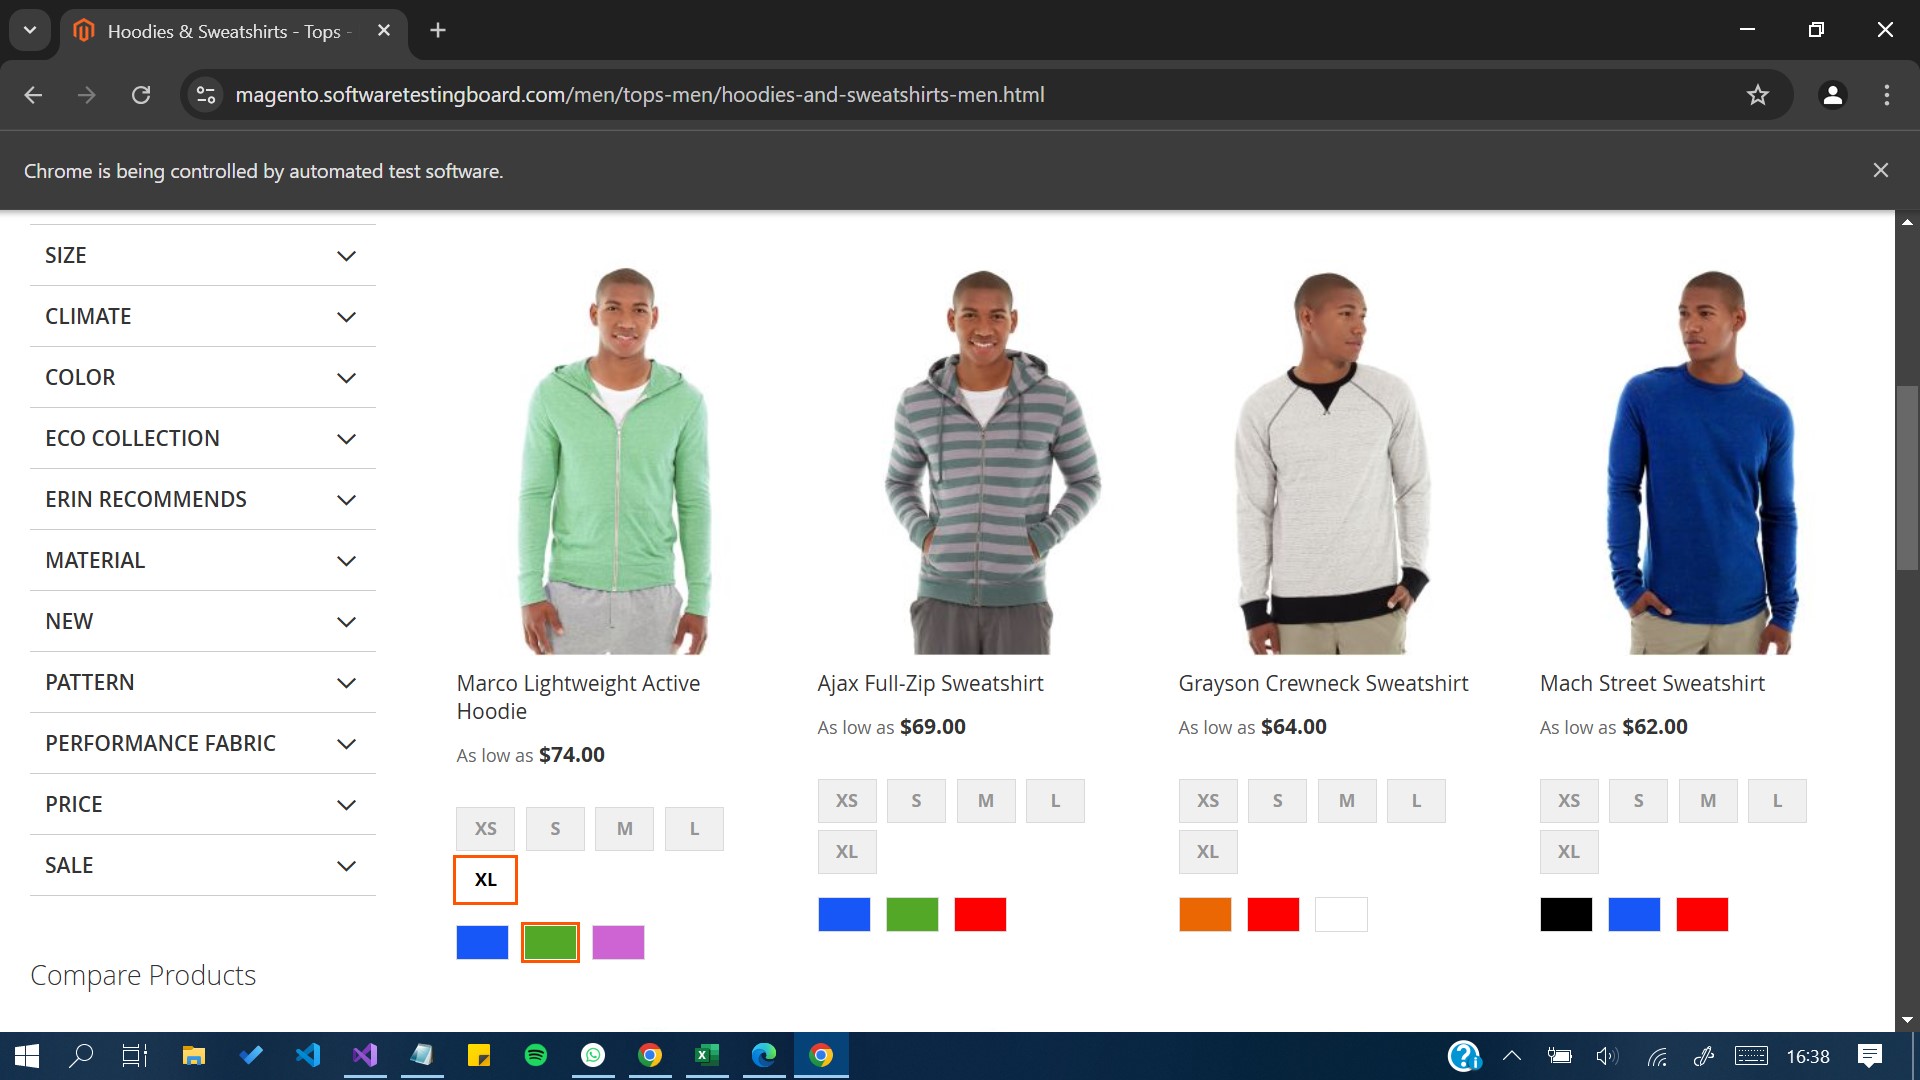 Hoodies & Sweatshirts - Tops -
magento.softwaretestingboard.com/men/tops-men/hoodies-and-sweatshirts-men.html
Chrome is being controlled by automated test software.
SIZE
CLIMATE
COLOR
ECO COLLECTION
ERIN RECOMMENDS
MATERIAL
NEW
PATTERN
PERFORMANCE FABRIC
PRICE
SALE
Compare Products
Marco Lightweight Active
Hoodie
As low as $74.00
XS S M L
XL
Ajax Full-Zip Sweatshirt
As low as $69.00
XS S M L
XL
Grayson Crewneck Sweatshirt
As low as $64.00
XS S M L
XL
Mach Street Sweatshirt
As low as $62.00
XS S M L
XL
16:38